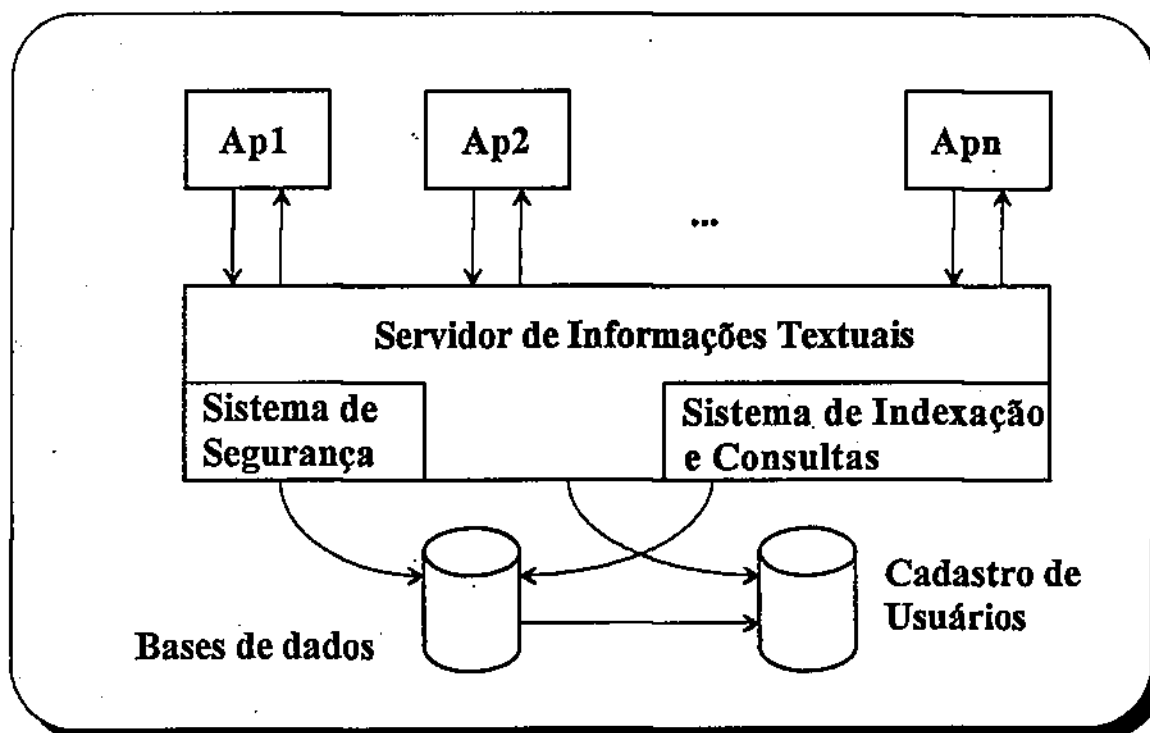 Ap1
Ap2
Apn
...
Servidor de Informações Textuais
Sistema de
Segurança
Sistema de Indexação
e Consultas
Cadastro de
Usuários
Bases de dados